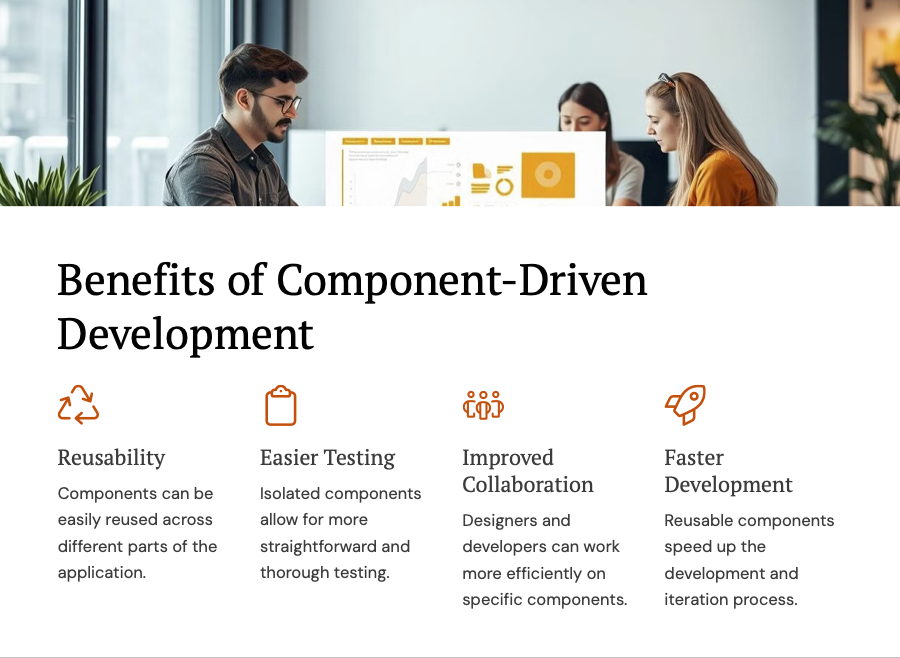 Benefits of Component-Driven
Development
Reusability
Components can be
easily reused across
different parts of the
application.
Easier Testing
Isolated components
allow for more
straightforward and
thorough testing.
Improved
Collaboration
Designers and
developers can work
more efficiently on
specific components.
Faster
Development
Reusable components
speed up the
development and
iteration process.